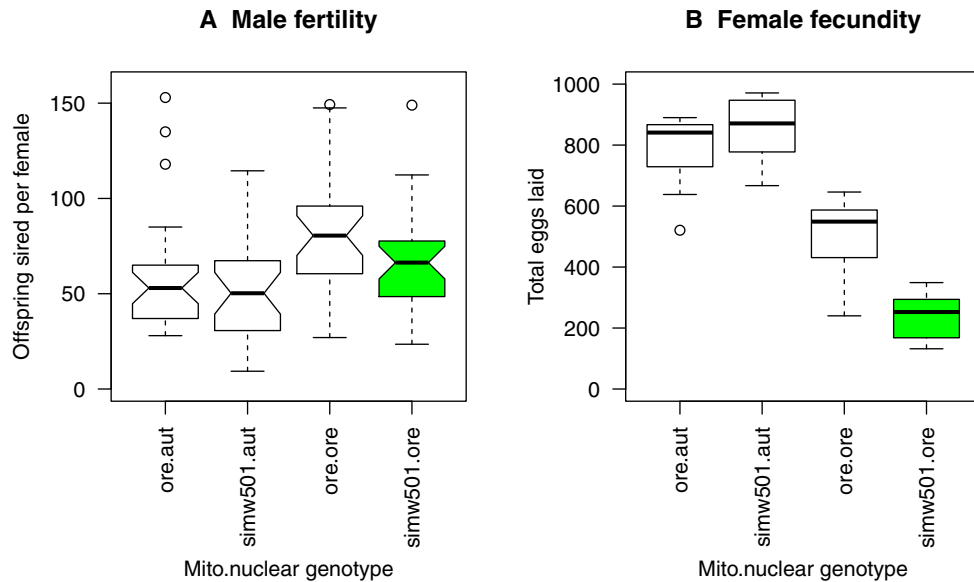 A Male fertility
Offspring sired per female
150
100
50
0
ore.aut
simw501.aut
ore.ore
simw501.ore
Mito.nuclear genotype
B Female fecundity
Total eggs laid
1000
800
600
400
200
0
ore.aut
simw501.aut
ore.ore
simw501.ore
Mito.nuclear genotype